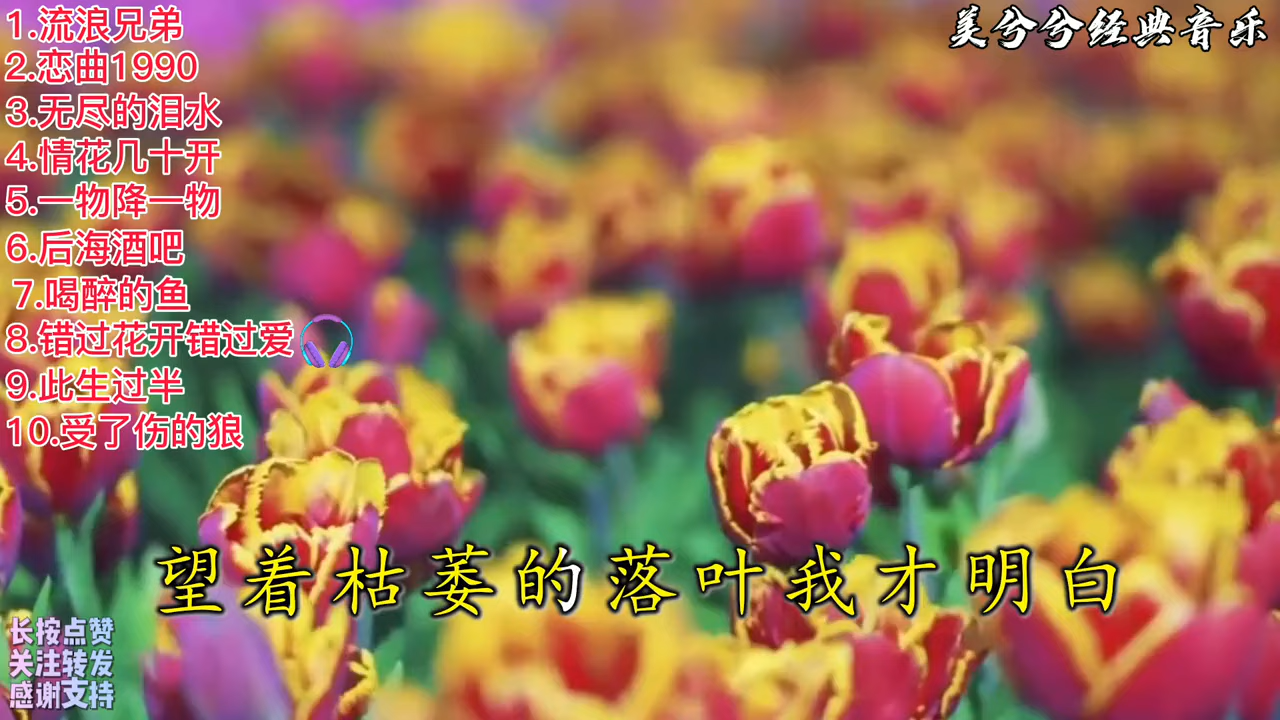 1.流浪兄弟
2.恋曲1990
3.无尽的泪水
4.情花几十开
5.一物降一物
6.后海酒吧
7.喝醉的鱼
8.错过花开错过爱
9.此生过半
10.受了伤的狼
美兮兮经典音乐
望着枯萎的落叶我才明白
长按点赞
关注转发
感谢支持